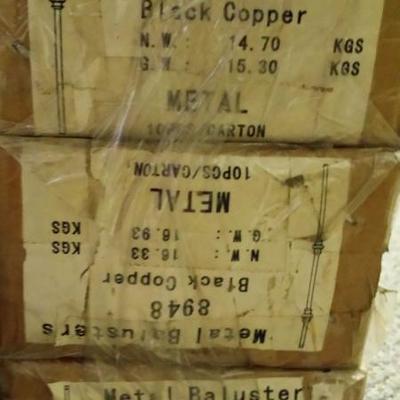 Black Copper
N.W.: 14.70 KGS
G.W.: 15.30 KGS
METAL
10PCS/CARTON
Metal Balusters
8948
Black Copper
N.W.: 16.33 KGS
G.W.: 16.93 KGS
METAL
10PCS/CARTON
Metal Baluster